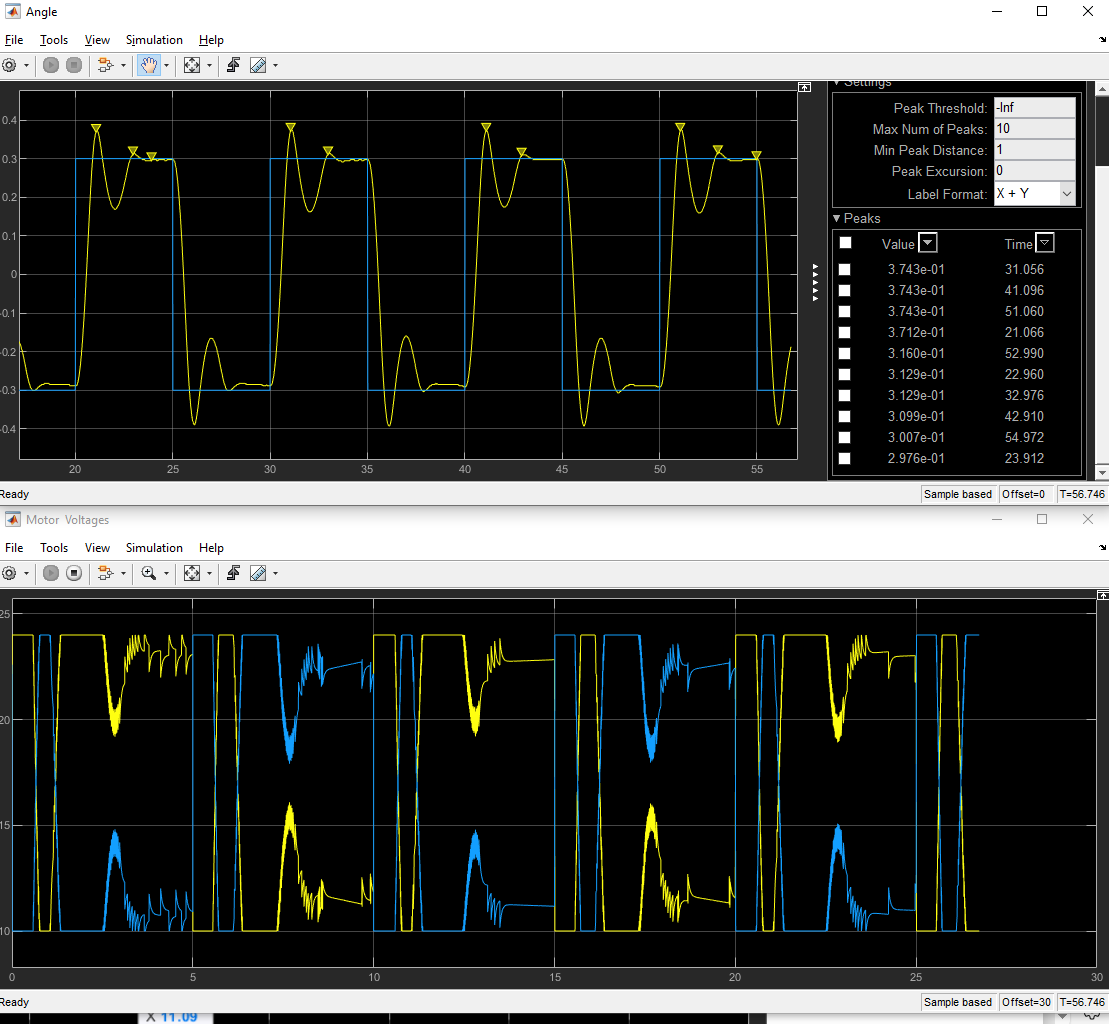 Angle
File Tools View Simulation Help
Settings
Peak Threshold: -Inf
Max Num of Peaks: 10
Min Peak Distance: 1
Peak Excursion: 0
Label Format: X + Y
Peaks
Value Time
3.743e-01 31.056
3.743e-01 41.096
3.743e-01 51.060
3.712e-01 21.066
3.160e-01 52.990
3.129e-01 22.960
3.129e-01 32.976
3.099e-01 42.910
3.007e-01 54.972
2.976e-01 23.912
0.4
0.3
0.2
0.1
0
-0.1
-0.2
-0.3
-0.4
20 25 30 35 40 45 50 55
Ready Sample based Offset=0 T=56.746
Motor Voltages
File Tools View Simulation Help
25
20
15
10
0 5 10 15 20 25 30
Ready Sample based Offset=30 T=56.746
X 11.09